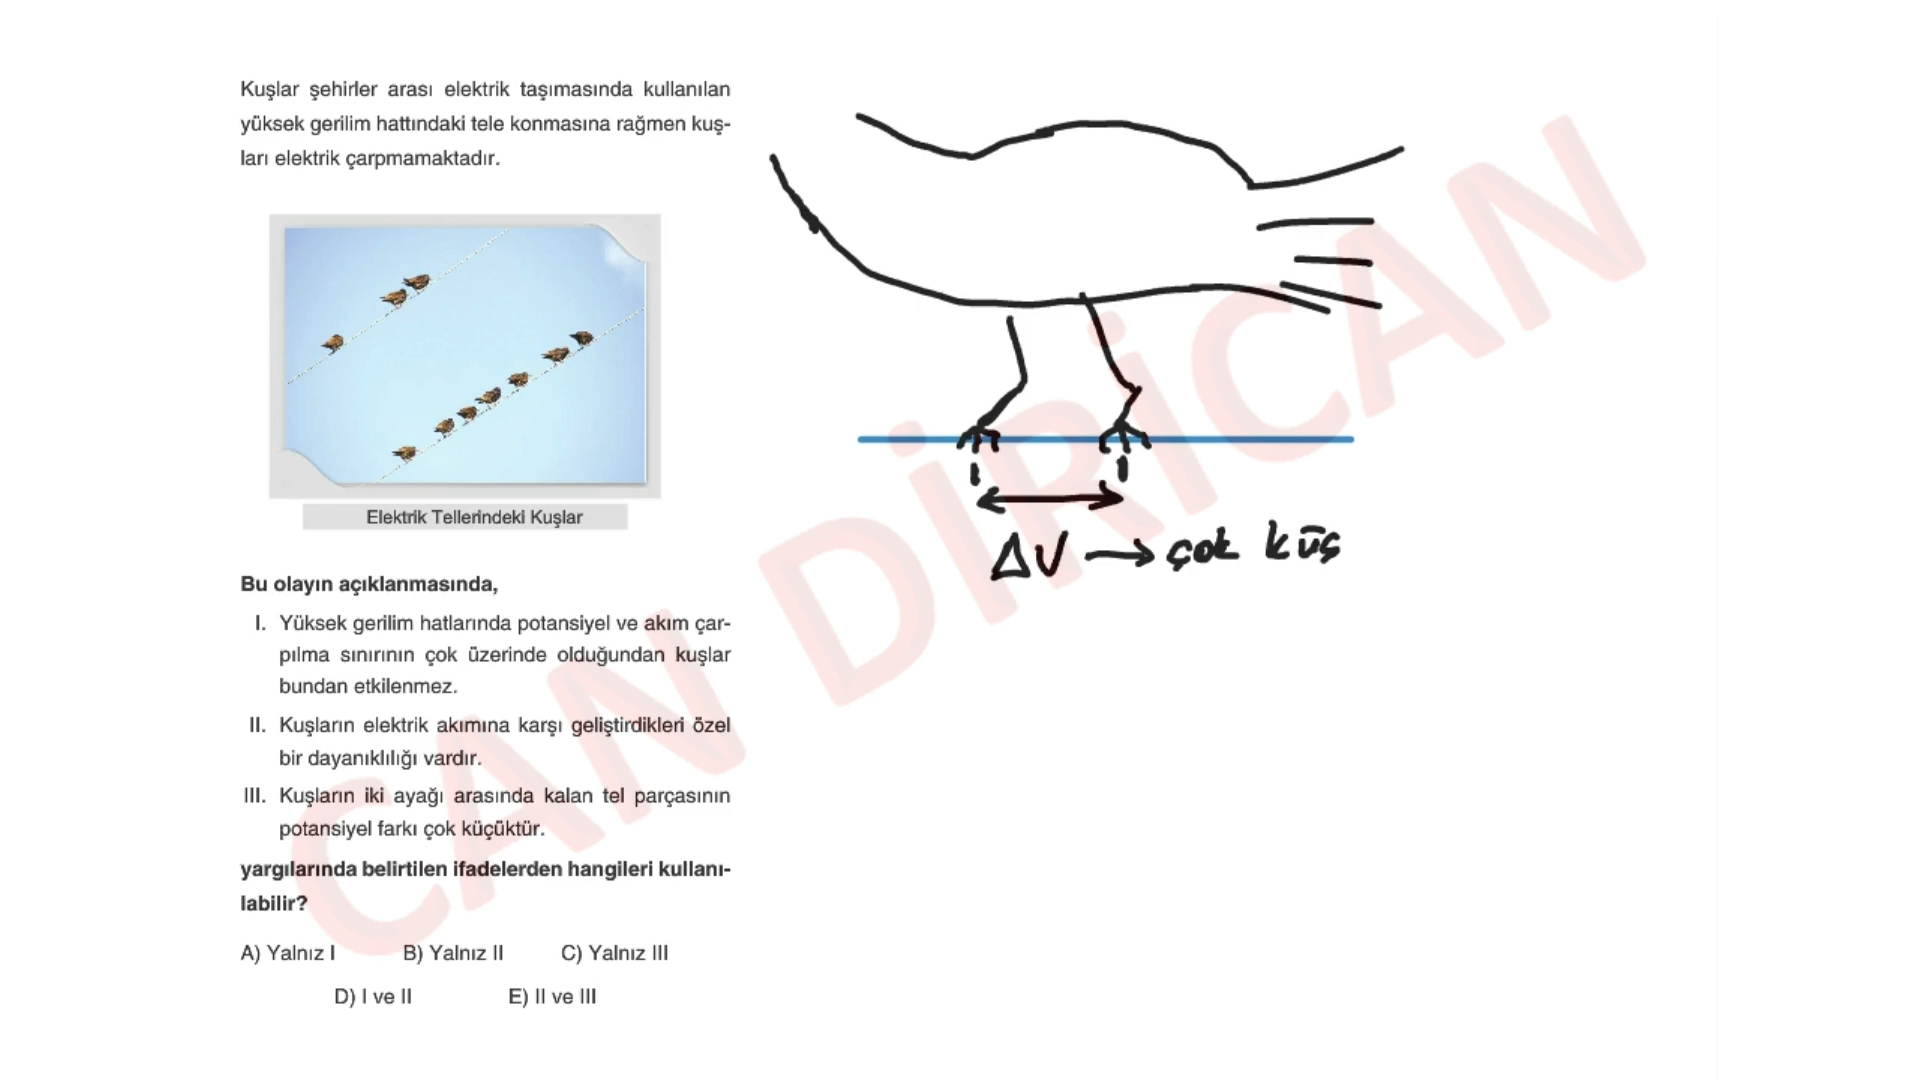 Kuşlar şehirler arası elektrik taşımasında kullanılan
yüksek gerilim hattındaki tele konmasına rağmen kuş-
ları elektrik çarpmamaktadır.
Elektrik Tellerindeki Kuşlar
Bu olayın açıklanmasında,
I. Yüksek gerilim hatlarında potansiyel ve akım çar-
pılma sınırının çok üzerinde olduğundan kuşlar
bundan etkilenmez.
II. Kuşların elektrik akımına karşı geliştirdikleri özel
bir dayanıklılığı vardır.
III. Kuşların iki ayağı arasında kalan tel parçasının
potansiyel farkı çok küçüktür.
yargılarında belirtilen ifadelerden hangileri kullanı-
labilir?
A) Yalnız I B) Yalnız II C) Yalnız III
D) I ve II E) II ve III
ΔV → çok küç
CAN DİRİCAN